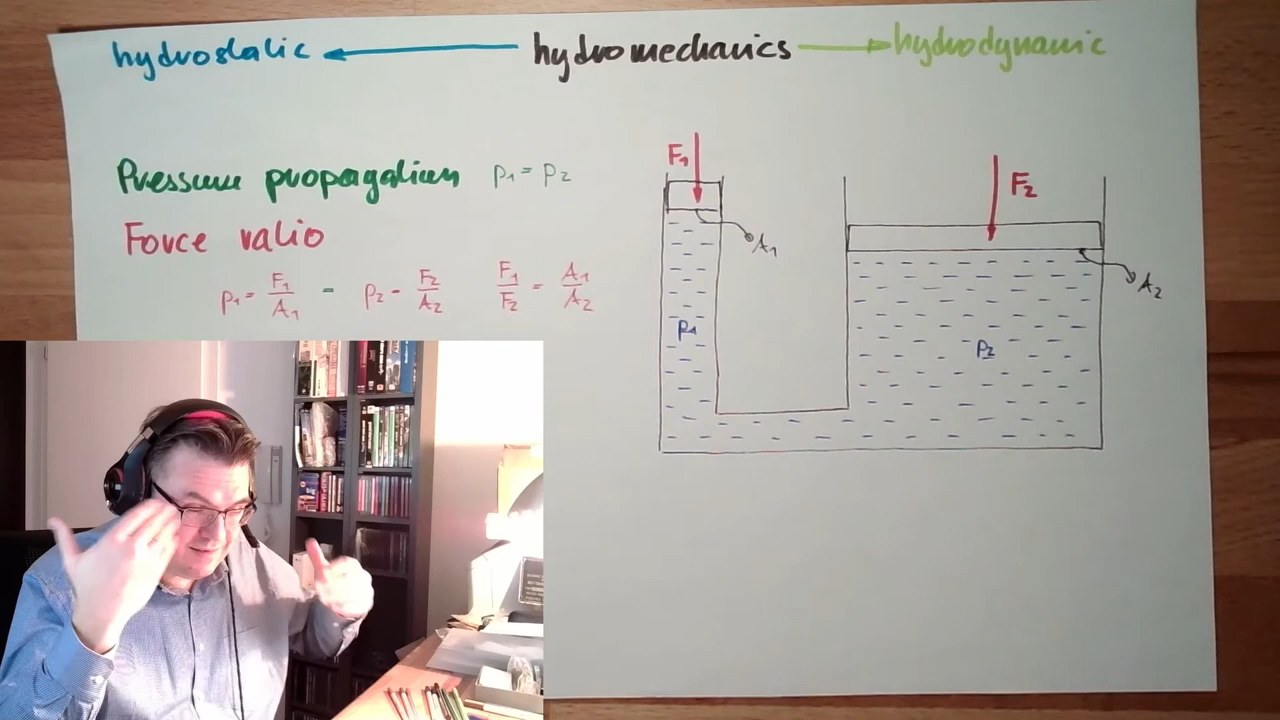 hydrostatic ← hydromechanics → hydrodynamic
Pressure propagation p₁ = p₂
Force ratio
p₁ = F₁/A₁ = p₂ = F₂/A₂ F₁/F₂ = A₁/A₂
F₁
A₁
p₁
F₂
A₂
p₂